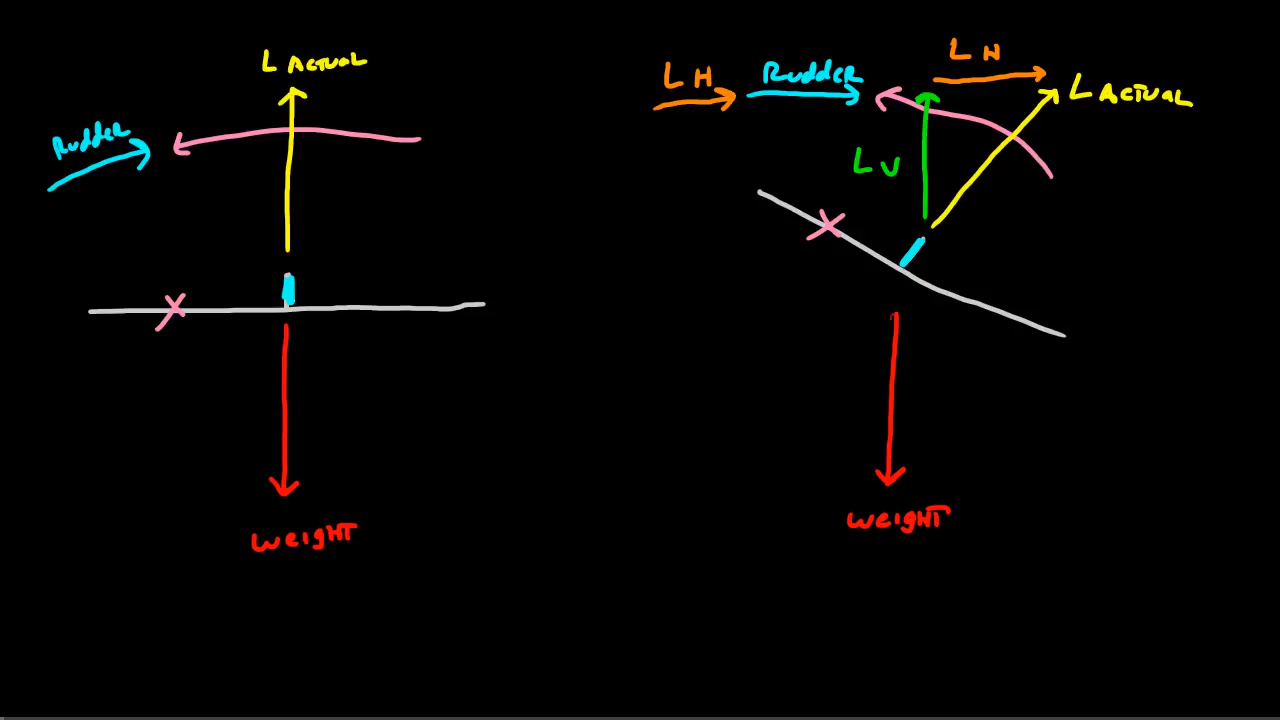 L ACTUAL
Rudder
WeigHT
L H
Rudder
L H
L ACTUAL
L V
WeigHT